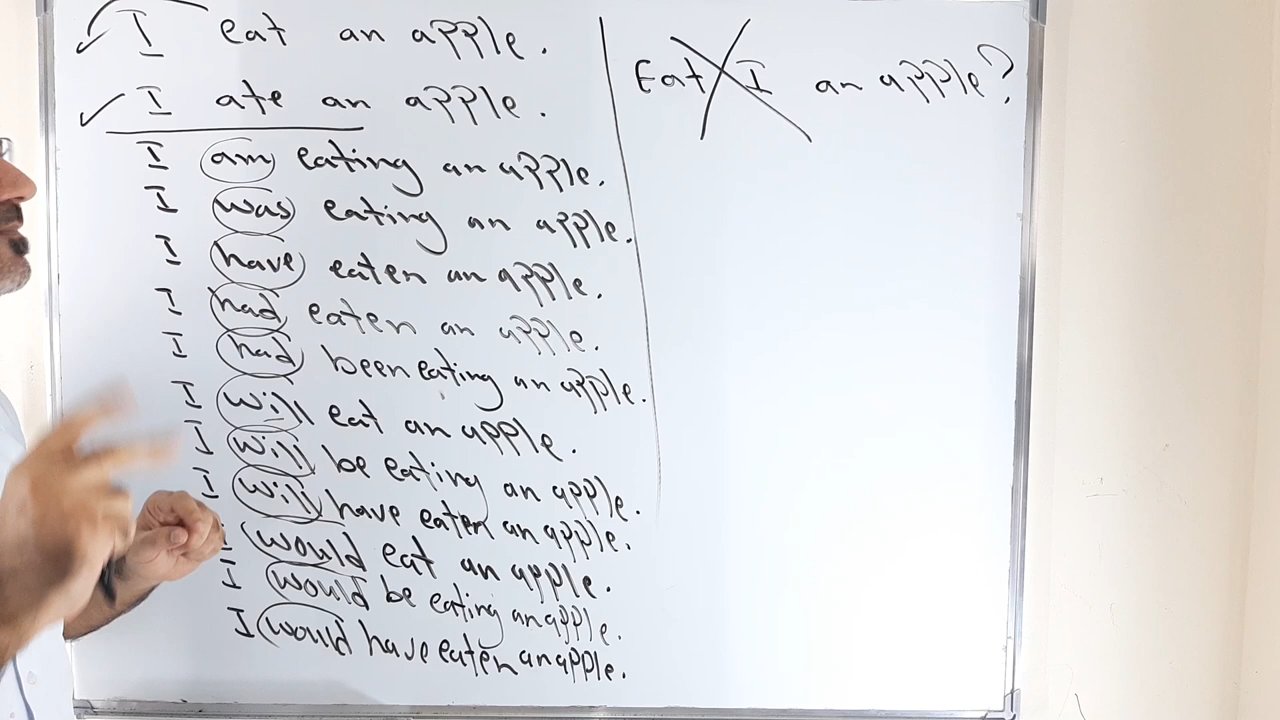 I eat an apple.
I ate an apple.
I am eating an apple.
I was eating an apple.
I have eaten an apple.
I had eaten an apple.
I had been eating an apple.
I will eat an apple.
I will be eating an apple.
I will have eaten an apple.
I would eat an apple.
I would be eating an apple.
I would have eaten an apple.
Eat I an apple?